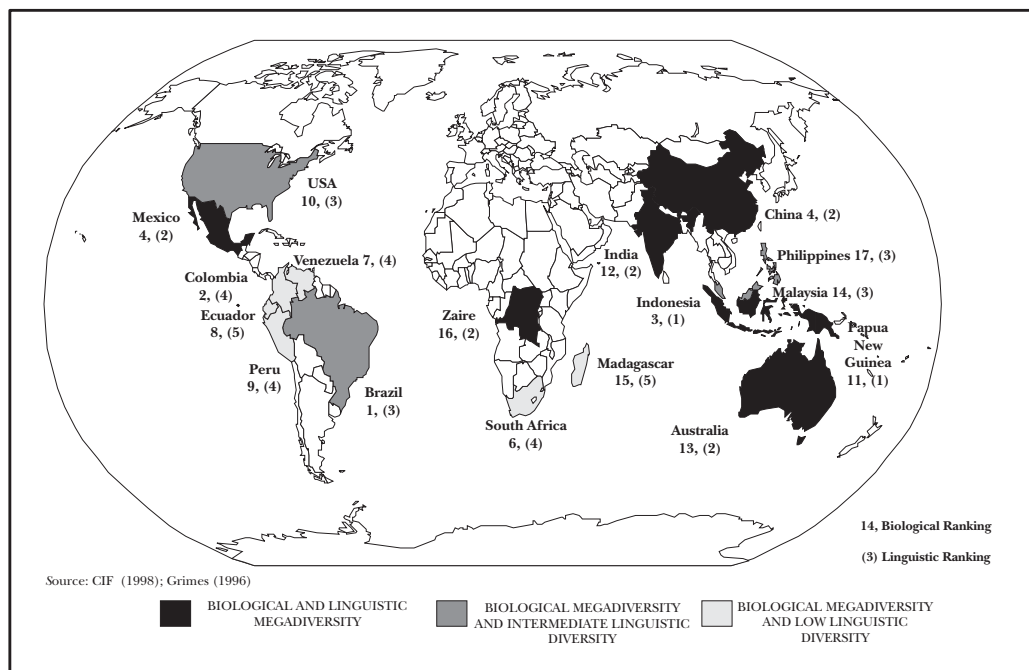 USA
10, (3)
Mexico
4, (2)
China 4, (2)
Venezuela 7, (4)
India
12, (2)
Philippines 17, (3)
Colombia
2, (4)
Malaysia 14, (3)
Indonesia
3, (1)
Ecuador
8, (5)
Zaire
16, (2)
Papua
New
Guinea
11, (1)
Peru
9, (4)
Madagascar
15, (5)
Brazil
1, (3)
South Africa
6, (4)
Australia
13, (2)
14, Biological Ranking
(3) Linguistic Ranking
Source: CIF (1998); Grimes (1996)
BIOLOGICAL AND LINGUISTIC
MEGADIVERSITY
BIOLOGICAL MEGADIVERSITY
AND INTERMEDIATE LINGUISTIC
DIVERSITY
BIOLOGICAL MEGADIVERSITY
AND LOW LINGUISTIC
DIVERSITY